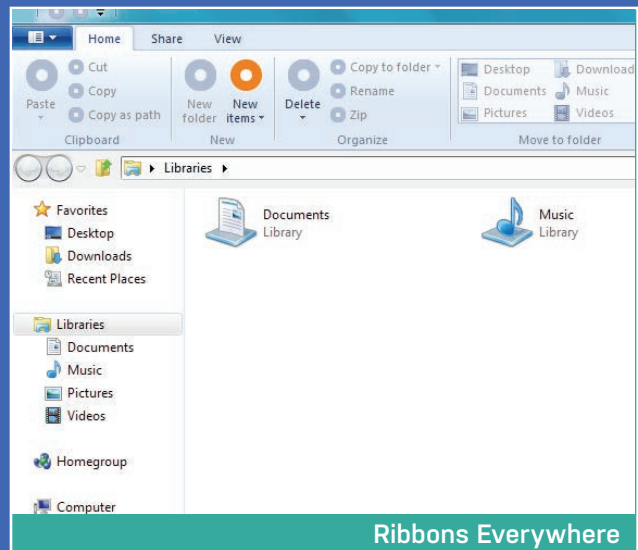 Home Share View
Cut
Copy
Copy as path
Paste
Clipboard
New folder
New items
New
Delete
Copy to folder
Rename
Zip
Organize
Desktop Download
Documents Music
Pictures Videos
Move to folder
Libraries
Favorites
Desktop
Downloads
Recent Places
Libraries
Documents
Music
Pictures
Videos
Homegroup
Computer
Documents
Library
Music
Library
Ribbons Everywhere